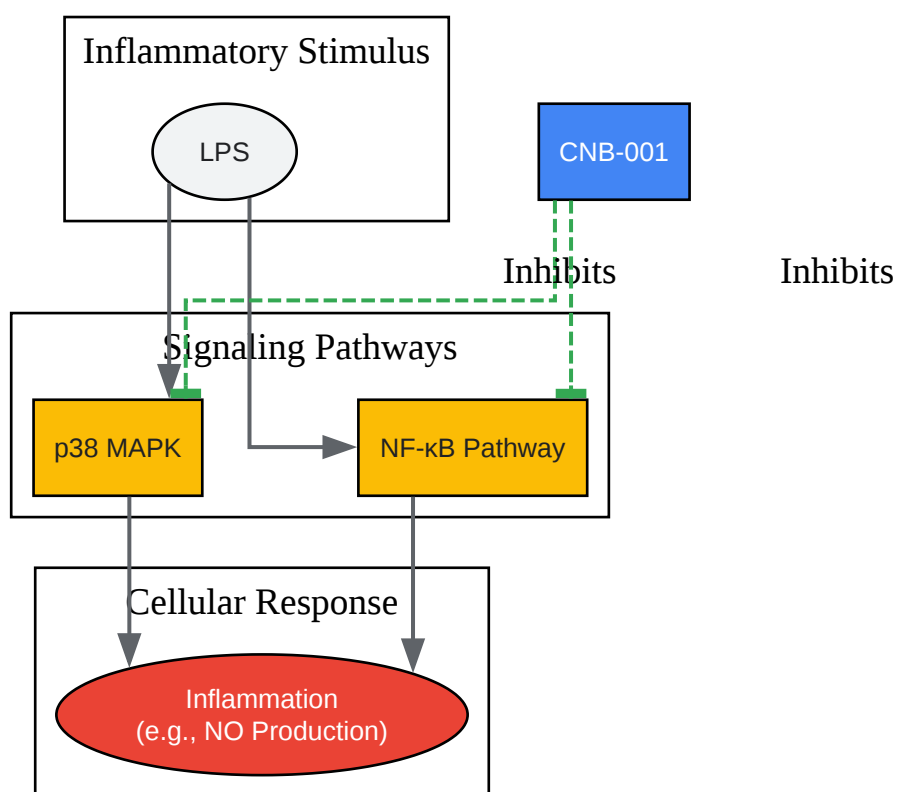 Inflammatory Stimulus
LPS
CNB-001
Inhibits
Inhibits
Signaling Pathways
p38 MAPK
NF-κB Pathway
Cellular Response
Inflammation
(e.g., NO Production)